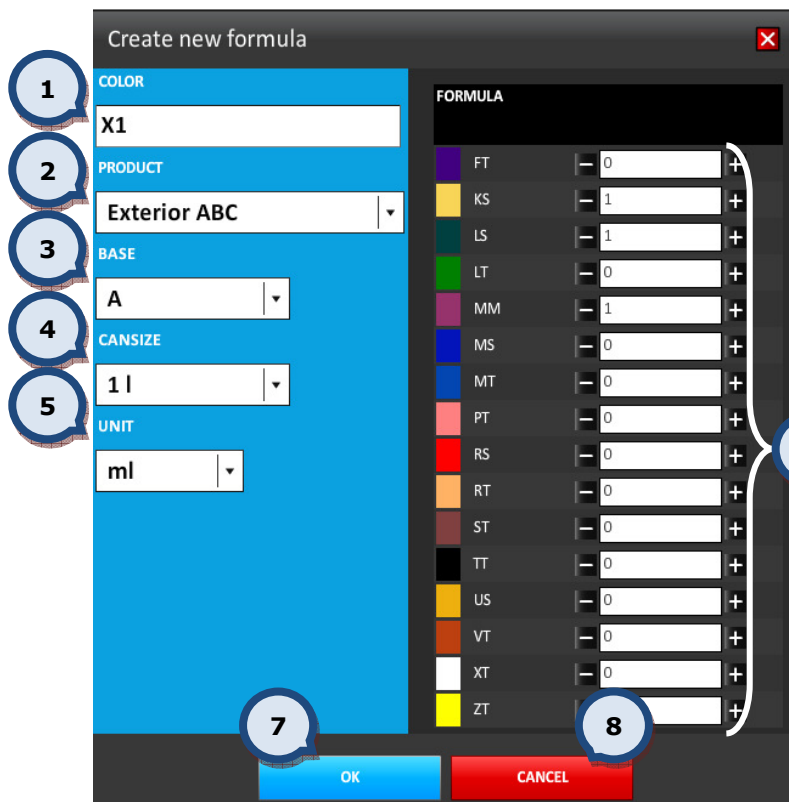 Create new formula
1
COLOR
X1
2
PRODUCT
Exterior ABC
3
BASE
A
4
CANSIZE
1 l
5
UNIT
ml
FORMULA
FT 0
KS 1
LS 1
LT 0
MM 1
MS 0
MT 0
PT 0
RS 0
RT 0
ST 0
TT 0
US 0
VT 0
XT 0
ZT
7
8
OK
CANCEL